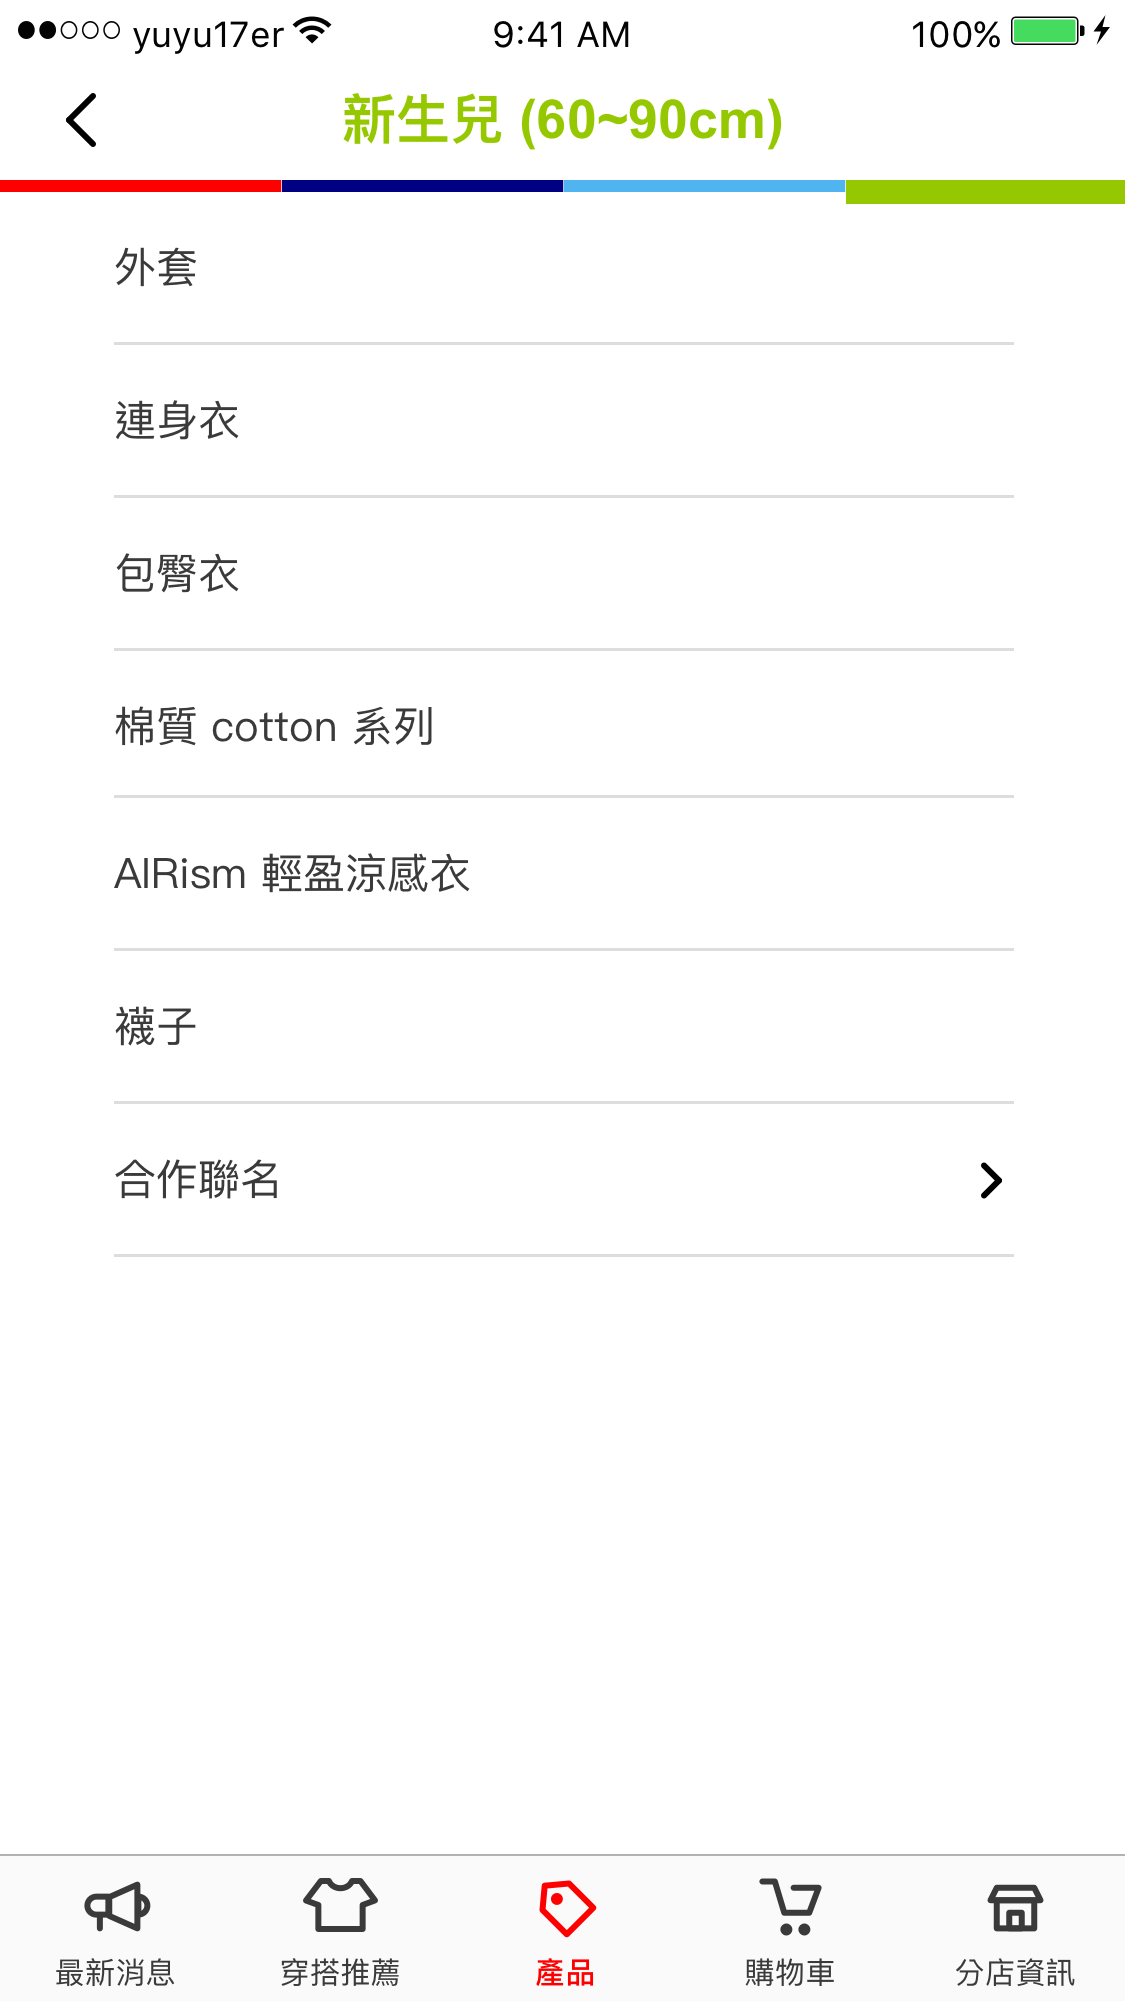 yuyu17er 9:41 AM 100%
新生兒 (60~90cm)
外套
連身衣
包臀衣
棉質 cotton 系列
AIRism 輕盈涼感衣
襪子
合作聯名
最新消息 穿搭推薦 產品 購物車 分店資訊